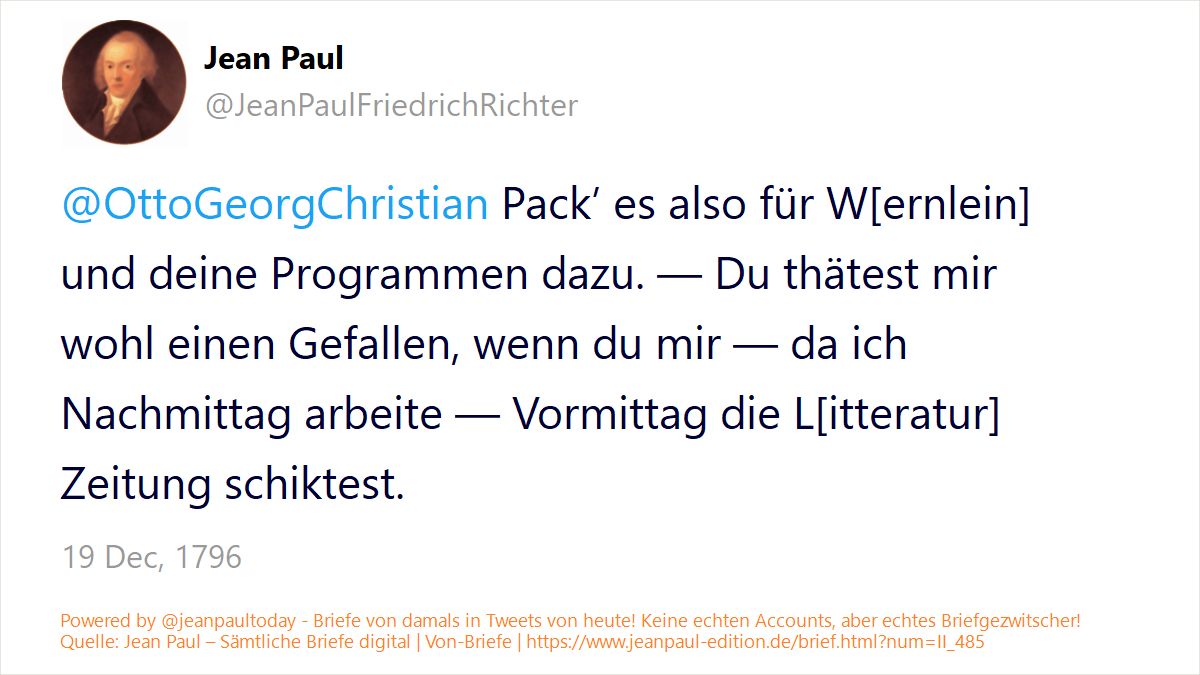 Jean Paul
@JeanPaulFriedrichRichter
@OttoGeorgChristian Pack’ es also für W[ernlein]
und deine Programmen dazu. — Du thätest mir
wohl einen Gefallen, wenn du mir — da ich
Nachmittag arbeite — Vormittag die L[itteratur]
Zeitung schiktest.
19 Dec, 1796
Powered by @jeanpaultoday - Briefe von damals in Tweets von heute! Keine echten Accounts, aber echtes Briefgezwitscher!
Quelle: Jean Paul – Sämtliche Briefe digital | Von-Briefe | https://www.jeanpaul-edition.de/brief.html?num=II_485